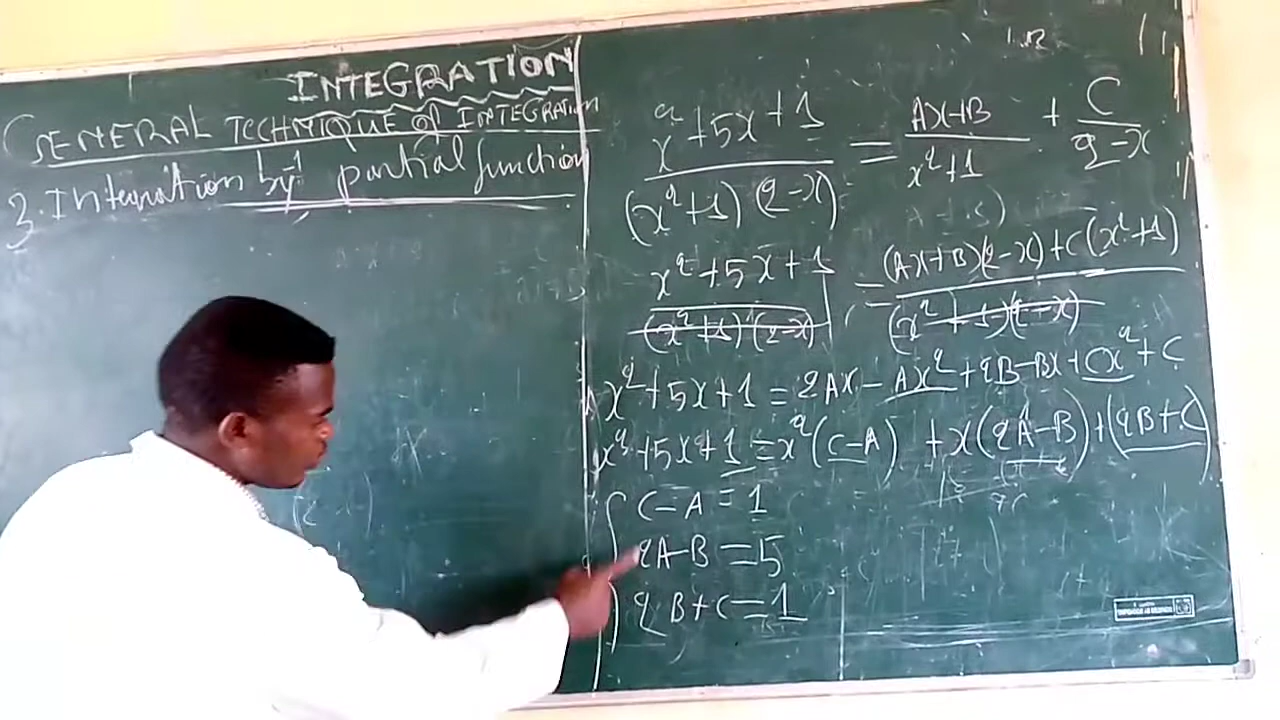 INTEGRATION
GENERAL TECHNIQUE of INTEGRATION
3. Integration by partial function
x²+5x+1 / (x²+1)(2-x) = Ax+B / x²+1 + C / 2-x
x²+5x+1 / (x²+1)(2-x) = (Ax+B)(2-x)+C(x²+1) / (x²+1)(2-x)
x²+5x+1 = 2Ax-Ax²+2B-Bx+Cx²+C
x²+5x+1 = x²(C-A) +x(2A-B)+(2B+C)
C-A = 1
2A-B = 5
2B+C = 1